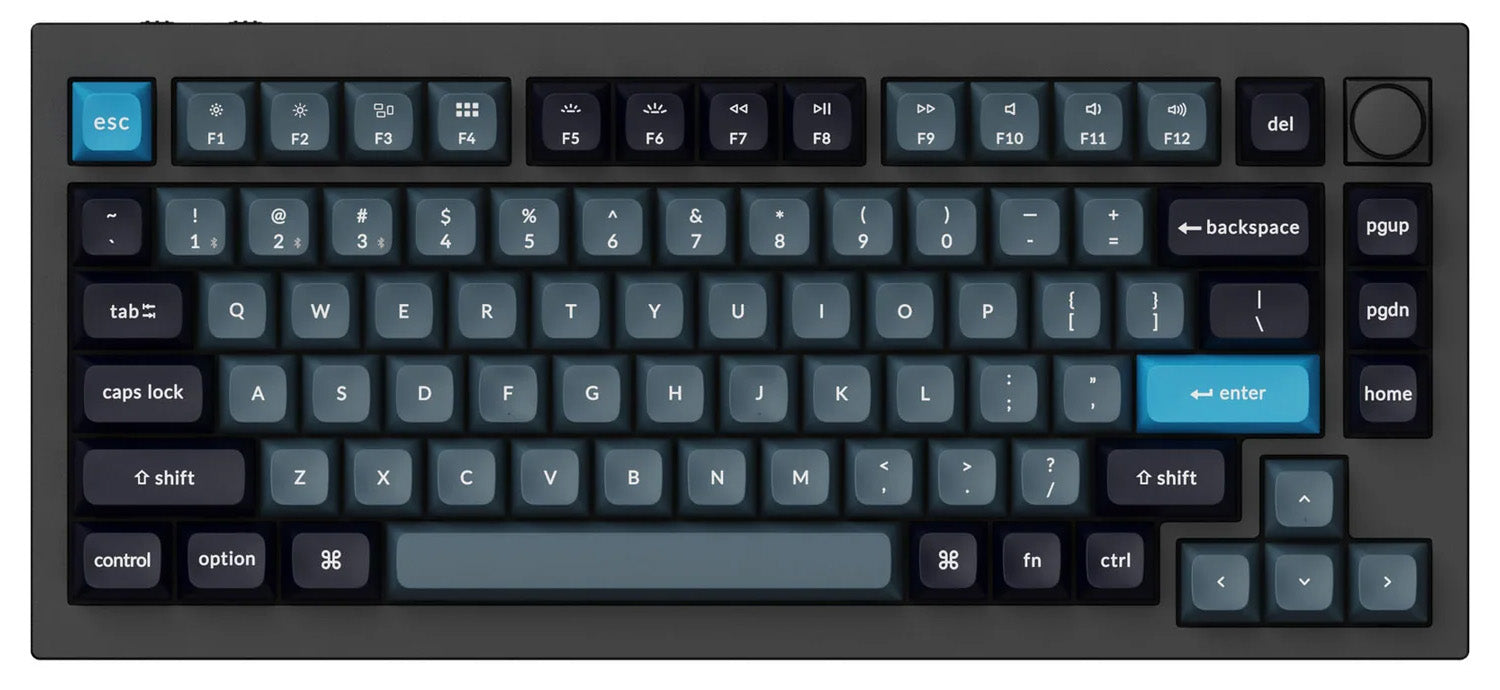 esc F1 F2 F3 F4 F5 F6 F7 F8 F9 F10 F11 F12 del
~ ! @ # $ % ^ & * ( ) — +
` 1 2 3 4 5 6 7 8 9 0 - = ← backspace pgup
tab Q W E R T Y U I O P { [ } ] | \ pgdn
caps lock A S D F G H J K L : ; " ' ↵ enter home
⇧ shift Z X C V B N M < , > . ? / ⇧ shift ^
control option ⌘ ⌘ fn ctrl < ⌄ >